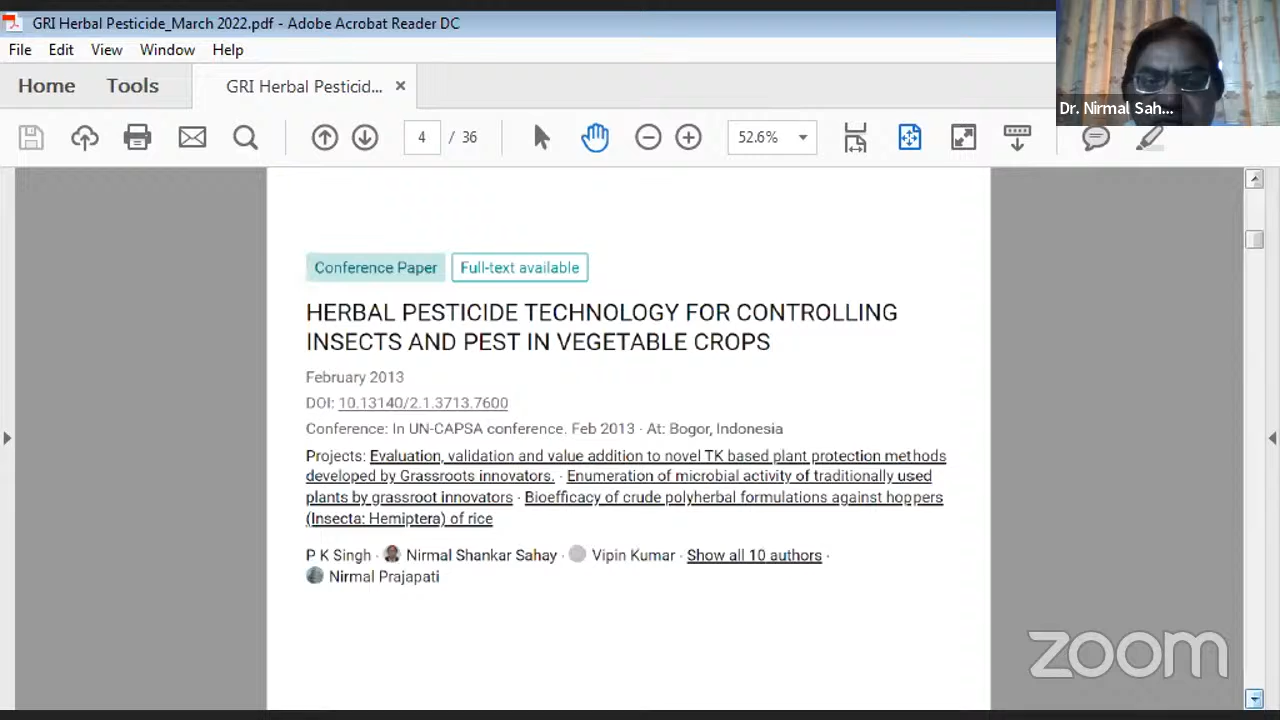 GRI Herbal Pesticide_March 2022.pdf - Adobe Acrobat Reader DC
File Edit View Window Help
Home Tools GRI Herbal Pesticid... ×
Dr. Nirmal Sah...
4 / 36 52.6%
Conference Paper Full-text available
HERBAL PESTICIDE TECHNOLOGY FOR CONTROLLING
INSECTS AND PEST IN VEGETABLE CROPS
February 2013
DOI: 10.13140/2.1.3713.7600
Conference: In UN-CAPSA conference. Feb 2013 · At: Bogor, Indonesia
Projects: Evaluation, validation and value addition to novel TK based plant protection methods
developed by Grassroots innovators. · Enumeration of microbial activity of traditionally used
plants by grassroot innovators · Bioefficacy of crude polyherbal formulations against hoppers
(Insecta: Hemiptera) of rice
P K Singh · Nirmal Shankar Sahay · Vipin Kumar · Show all 10 authors ·
Nirmal Prajapati
zoom